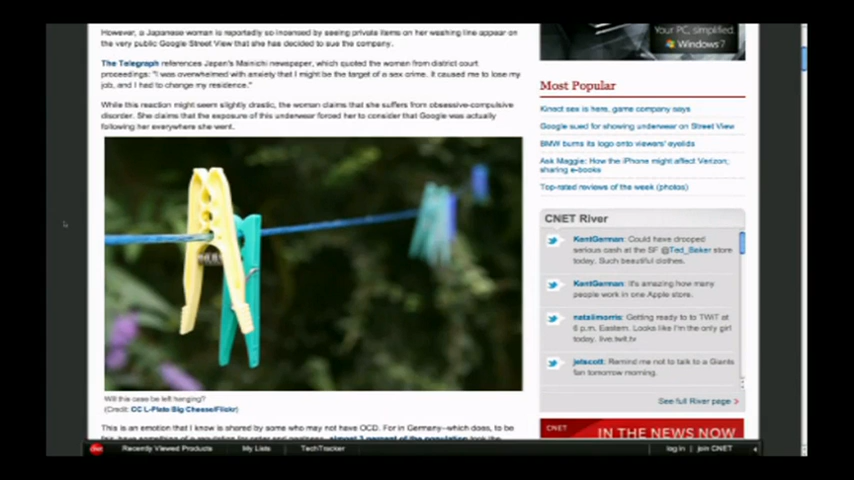 However, a Japanese woman is reportedly so incensed by seeing private items on her washing line appear on
the very public Google Street View that she has decided to sue the company.
The Telegraph references Japan's Mainichi newspaper, which quoted the woman from district court
proceedings: "I was overwhelmed with anxiety that I might be the target of a sex crime. It caused me to lose my
job, and I had to change my residence."
While this reaction might seem slightly drastic, the woman claims that she suffers from obsessive-compulsive
disorder. She claims that the exposure of this underwear forced her to consider that Google was actually
following her everywhere she went.
Will this case be left hanging?
(Credit: CC L-Plate Big Cheese/Flickr)
This is an emotion that I know is shared by some who may not have OCD. For in Germany--which does, to be
almost 3 percent of the population
Your PC, simplified.
Windows 7
Most Popular
Kinect sex is here, game company says
Google sued for showing underwear on Street View
BMW burns its logo onto viewers' eyelids
Ask Maggie: How the iPhone might affect Verizon;
sharing e-books
Top-rated reviews of the week (photos)
CNET River
KentGerman: Could have drooped
serious cash at the SF @Ted_Baker store
today. Such beautiful clothes.
KentGerman: It's amazing how many
people work in one Apple store.
natalimorris: Getting ready to to TWiT at
6 p.m. Eastern. Looks like I'm the only girl
today. live.twit.tv
jetscott: Remind me not to talk to a Giants
fan tomorrow morning.
See full River page
CNET
IN THE NEWS NOW
cnet
Recently Viewed Products
My Lists
TechTracker
log in
join CNET